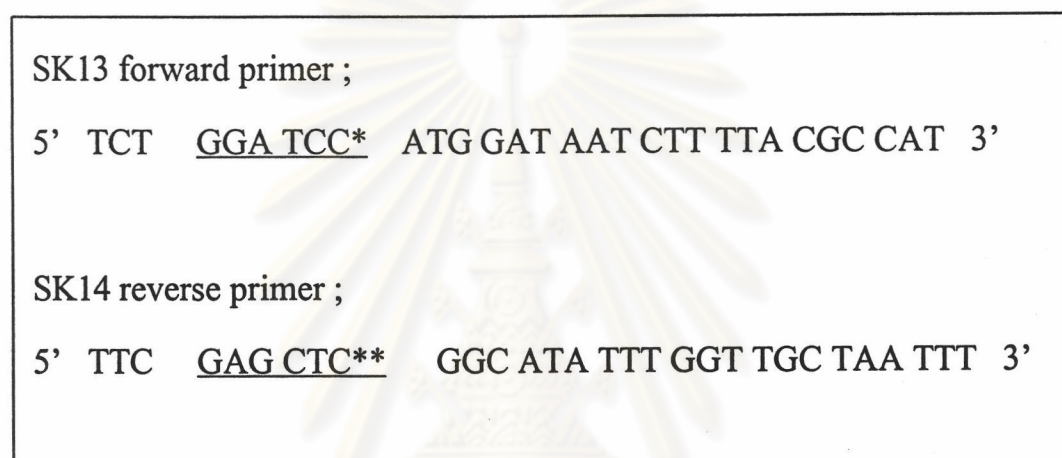 SK13 forward primer ;
5’ TCT GGA TCC* ATG GAT AAT CTT TTA CGC CAT 3’
SK14 reverse primer ;
5’ TTC GAG CTC** GGC ATA TTT GGT TGC TAA TTT 3’